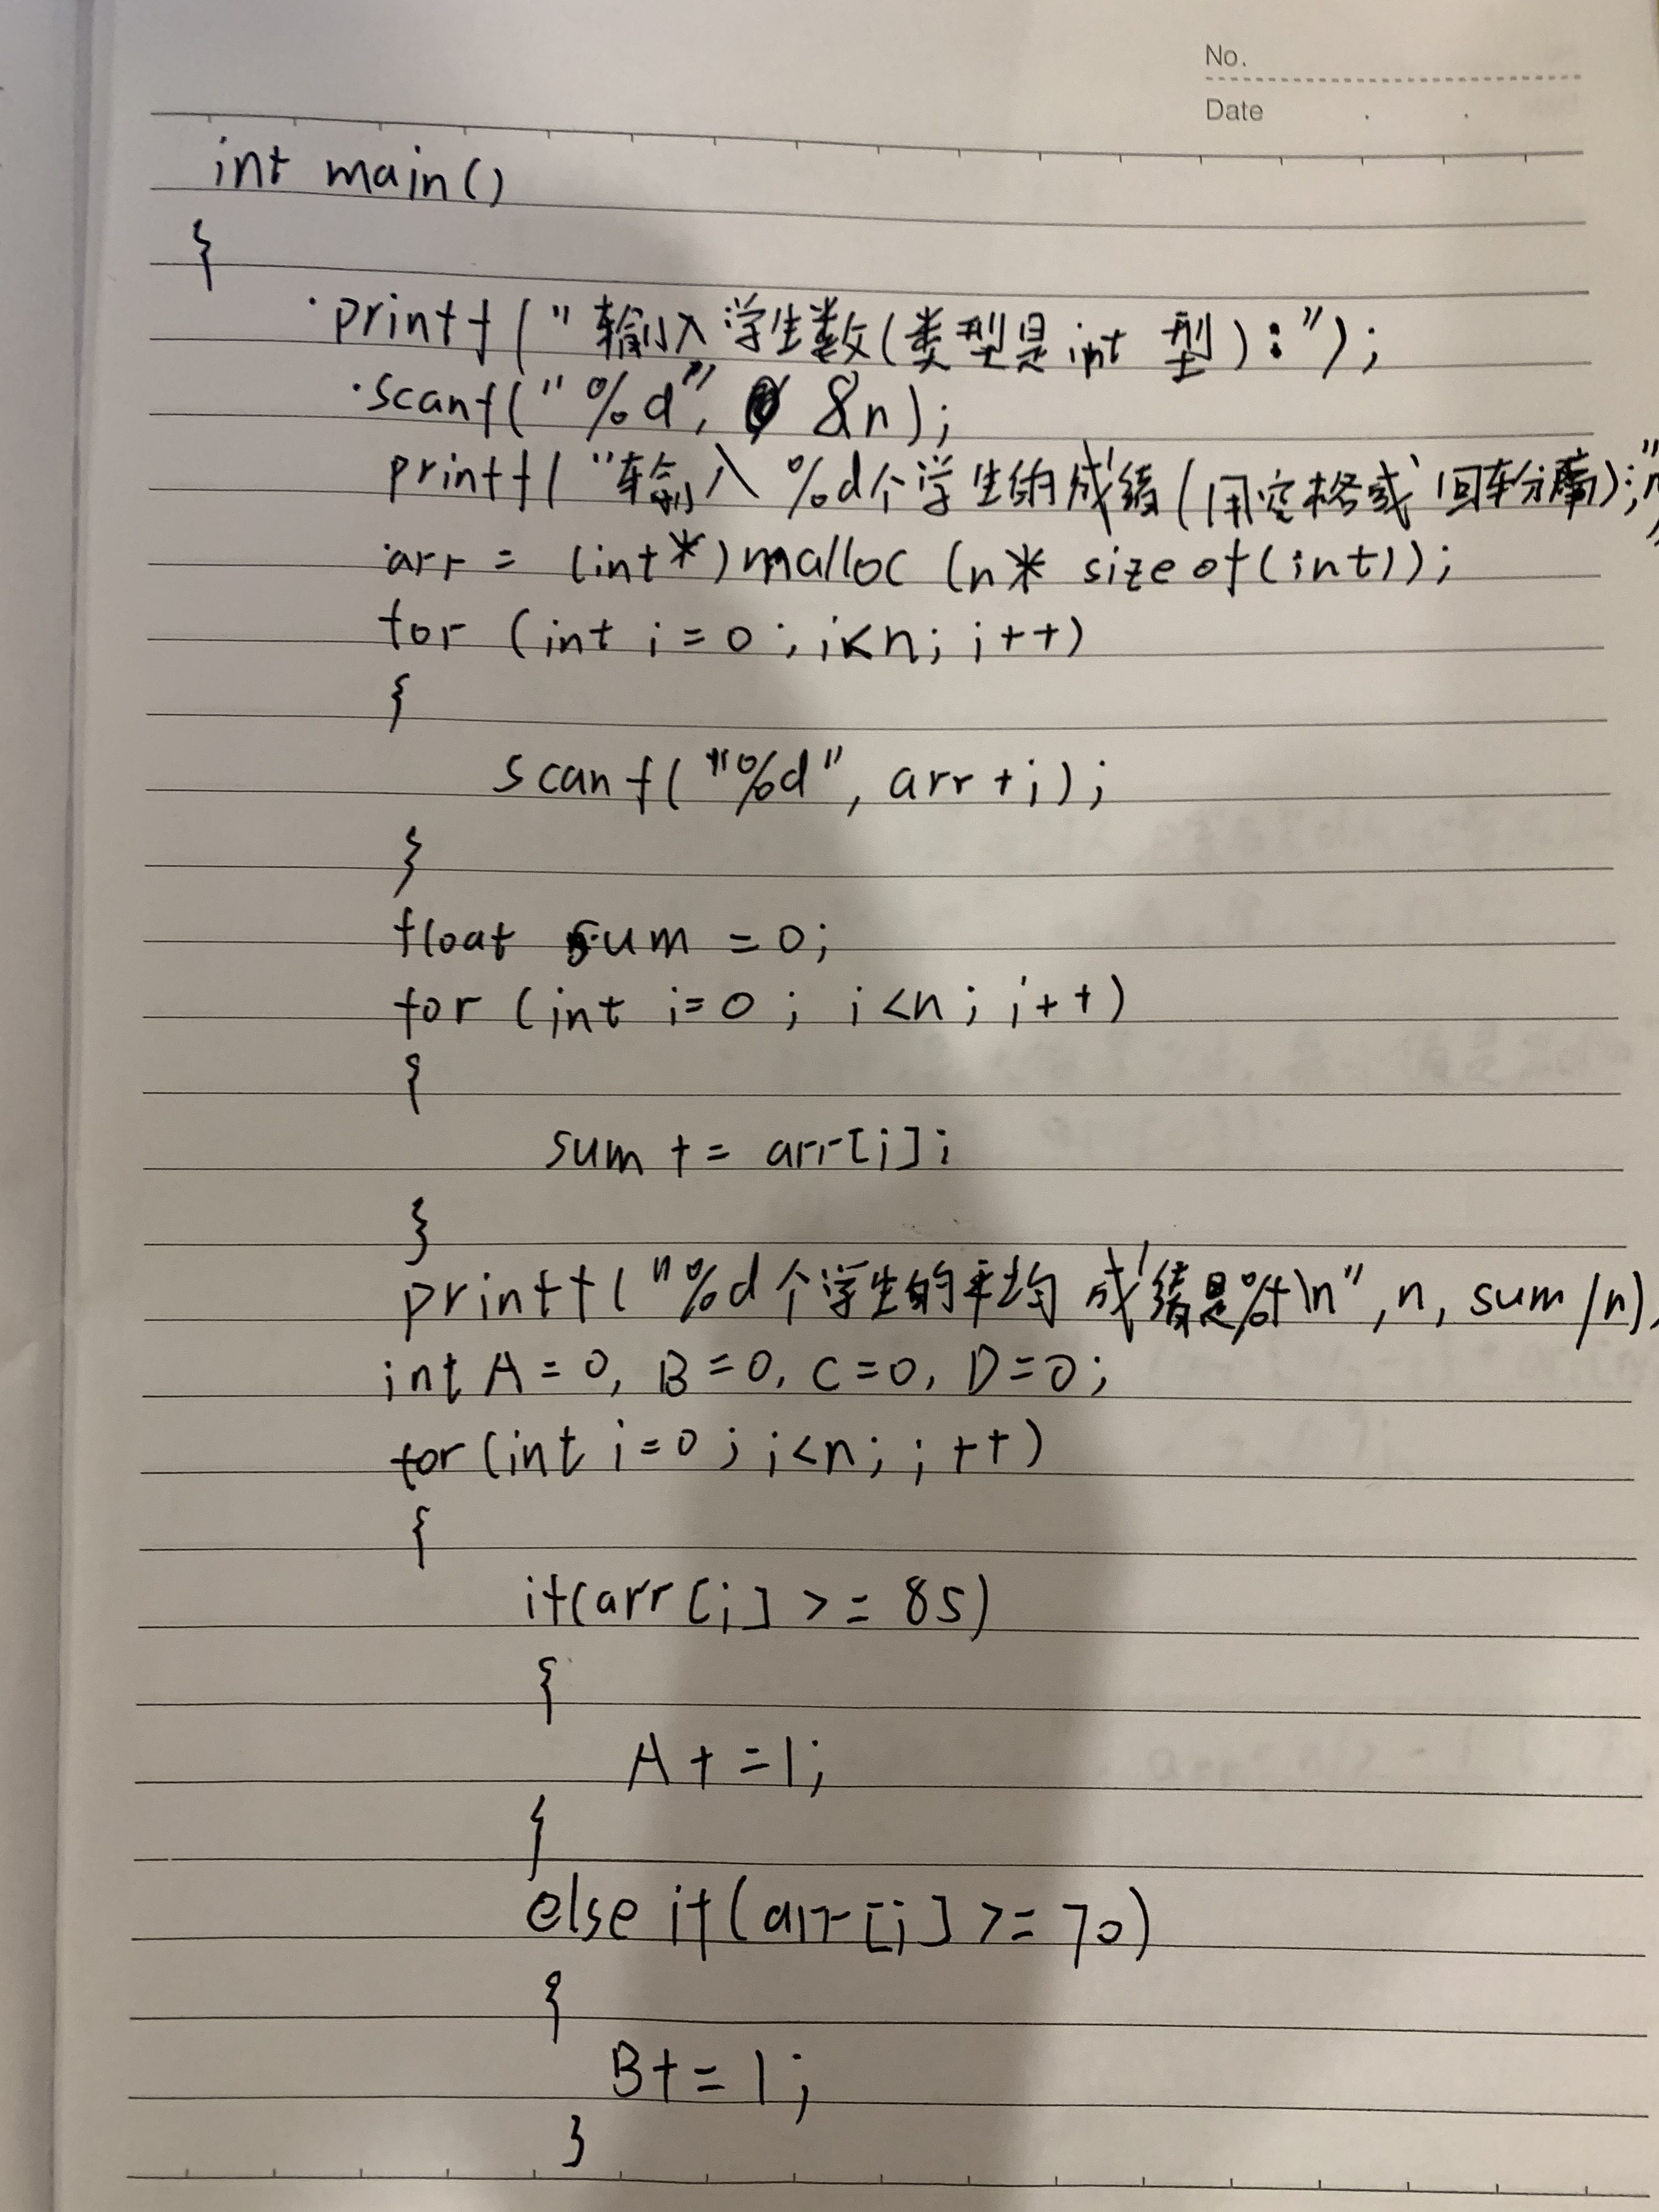 No.
Date
int main()
{
printf("输入学生数(类型是int 型):");
scanf("%d", &n);
printf("输入 %d个学生的成绩(用空格或回车分离):",n);
arr = (int*)malloc (n* sizeof(int));
for (int i=0; i<n; i++)
{
scanf("%d", arr+i);
}
float sum =0;
for (int i=0; i<n; i++)
{
sum += arr[i];
}
printf("%d个学生的平均成绩是%f\n",n, sum/n);
int A=0, B=0, C=0, D=0;
for(int i=0; i<n; i++)
{
if(arr[i] >= 85)
{
A+=1;
}
else if(arr[i] >=70)
{
B+=1;
}